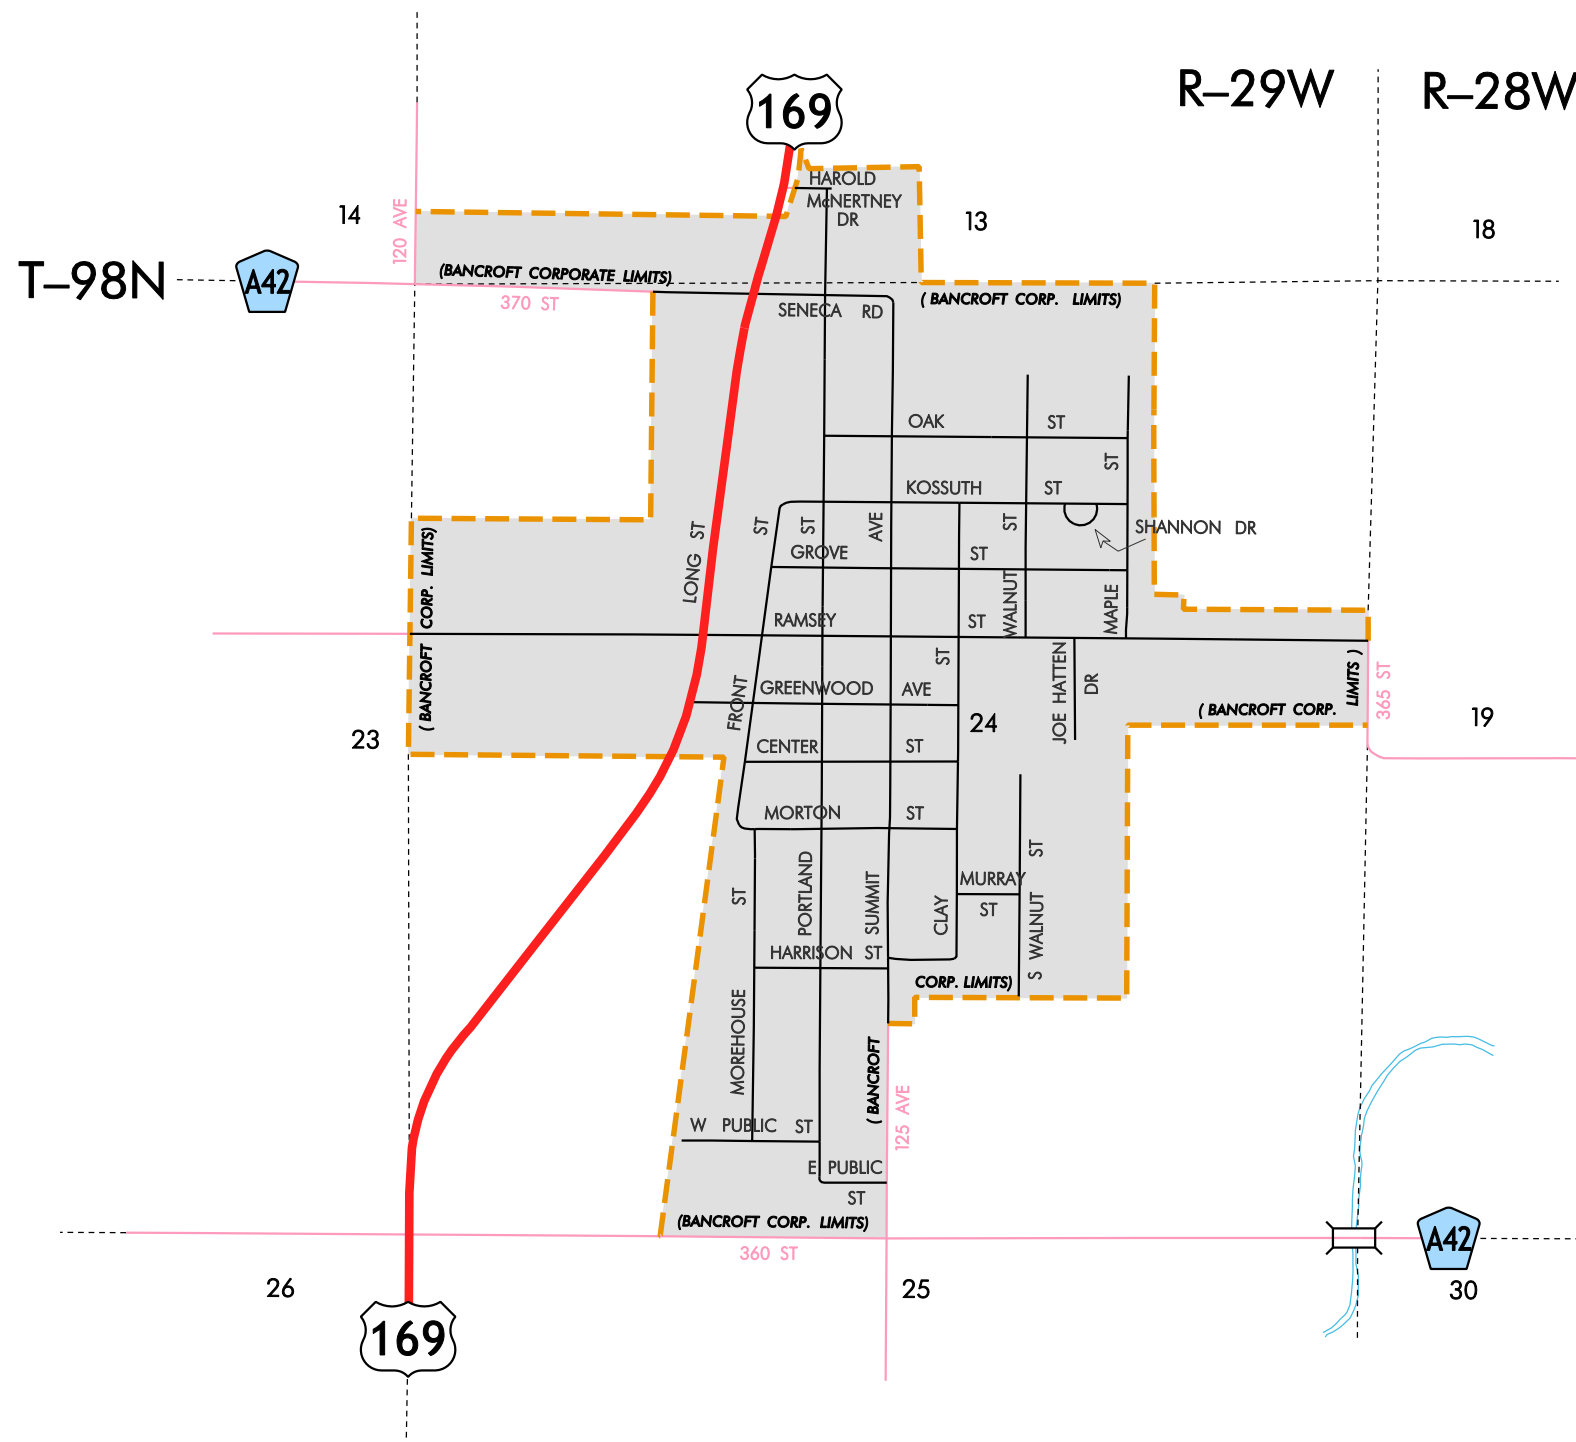 R–29W
R–28W
169
HAROLD
McNERTNEY
DR
14
120 AVE
13
18
T–98N
A42
(BANCROFT CORPORATE LIMITS)
370 ST
(BANCROFT CORP. LIMITS)
SENECA RD
OAK ST
ST
KOSSUTH ST
SHANNON DR
LONG ST
FRONT ST
PORTLAND ST
SUMMIT AVE
WALNUT ST
MAPLE
GROVE ST
RAMSEY ST
(BANCROFT CORP. LIMITS)
CLAY ST
GREENWOOD AVE
24
JOE HATTEN
DR
(BANCROFT CORP.
LIMITS )
365 ST
19
23
CENTER ST
MORTON ST
MURRAY
ST
S WALNUT ST
HARRISON ST
MOREHOUSE ST
(BANCROFT
CORP. LIMITS)
125 AVE
W PUBLIC ST
E PUBLIC
ST
(BANCROFT CORP. LIMITS)
360 ST
A42
26
25
30
169